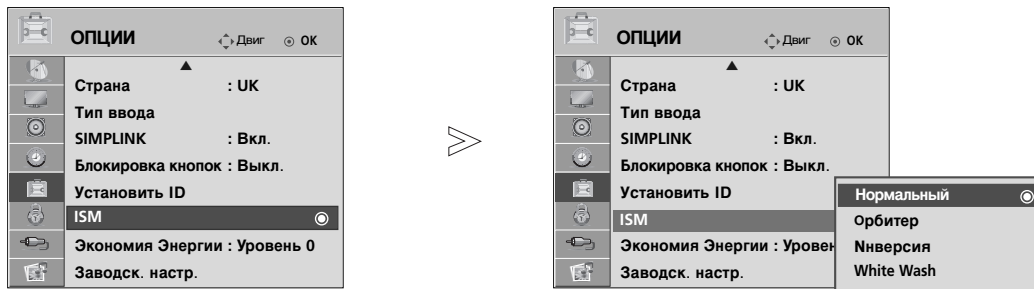 ОПЦИИ Двиг ОК
Страна : UK
Тип ввода
SIMPLINK : Вкл.
Блокировка кнопок : Выкл.
Установить ID
ISM
Экономия Энергии : Уровень 0
Заводск. настр.
ОПЦИИ Двиг ОК
Страна : UK
Тип ввода
SIMPLINK : Вкл.
Блокировка кнопок : Выкл.
Установить ID
ISM
Экономия Энергии : Уровен
Заводск. настр.
Нормальный
Орбитер
Nнверсия
White Wash